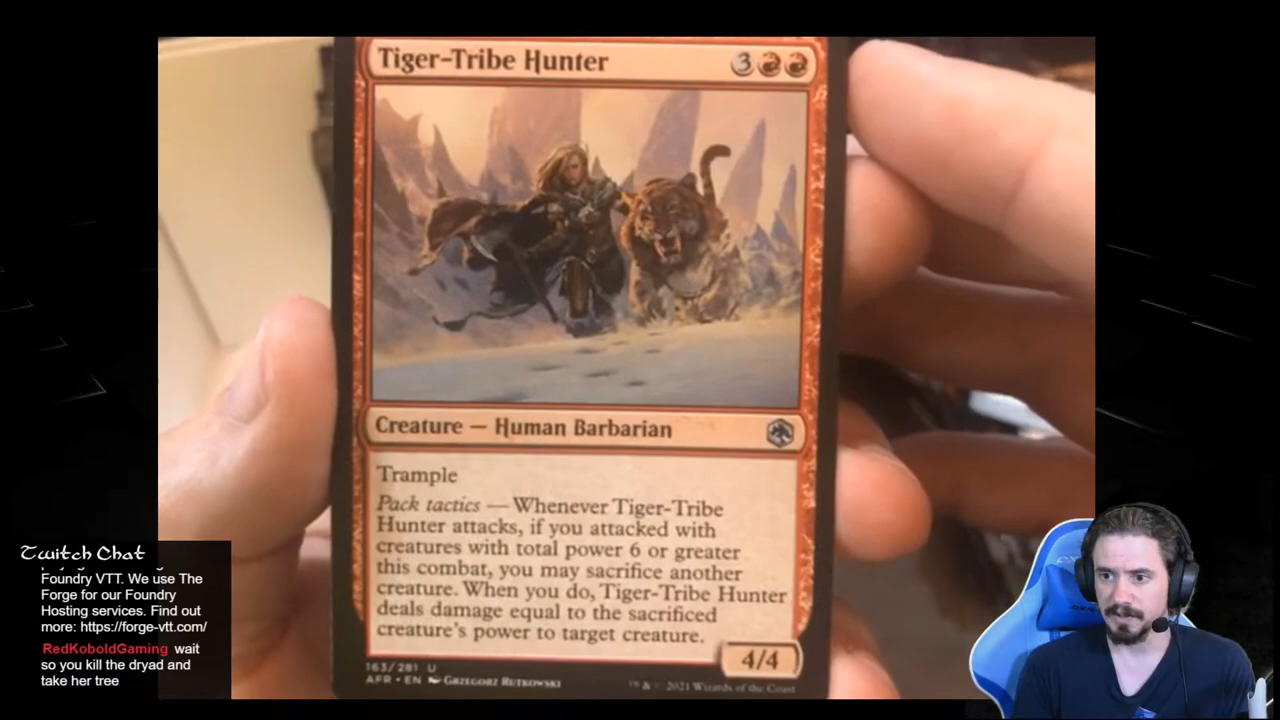 Tiger-Tribe Hunter
3
Creature — Human Barbarian
Trample
Pack tactics — Whenever Tiger-Tribe
Hunter attacks, if you attacked with
creatures with total power 6 or greater
this combat, you may sacrifice another
creature. When you do, Tiger-Tribe Hunter
deals damage equal to the sacrificed
creature's power to target creature.
4/4
163/281 U
AFR • EN Grzegorz Rutkowski
™ & © 2021 Wizards of the Coast
Twitch Chat
Foundry VTT. We use The
Forge for our Foundry
Hosting services. Find out
more: https://forge-vtt.com/
RedKoboldGaming wait
so you kill the dryad and
take her tree